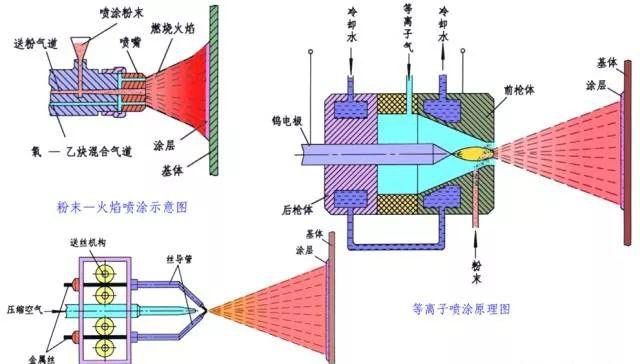 喷涂粉末
燃烧火焰
送粉气道
喷嘴
涂层
基体
氧 — 乙炔混合气道
粉末—火焰喷涂示意图
冷却水
等离子气
冷却水
基体
涂层
前枪体
钨电极
后枪体
粉末
等离子喷涂原理图
送丝机构
丝导管
基体
涂层
压缩空气
金属丝